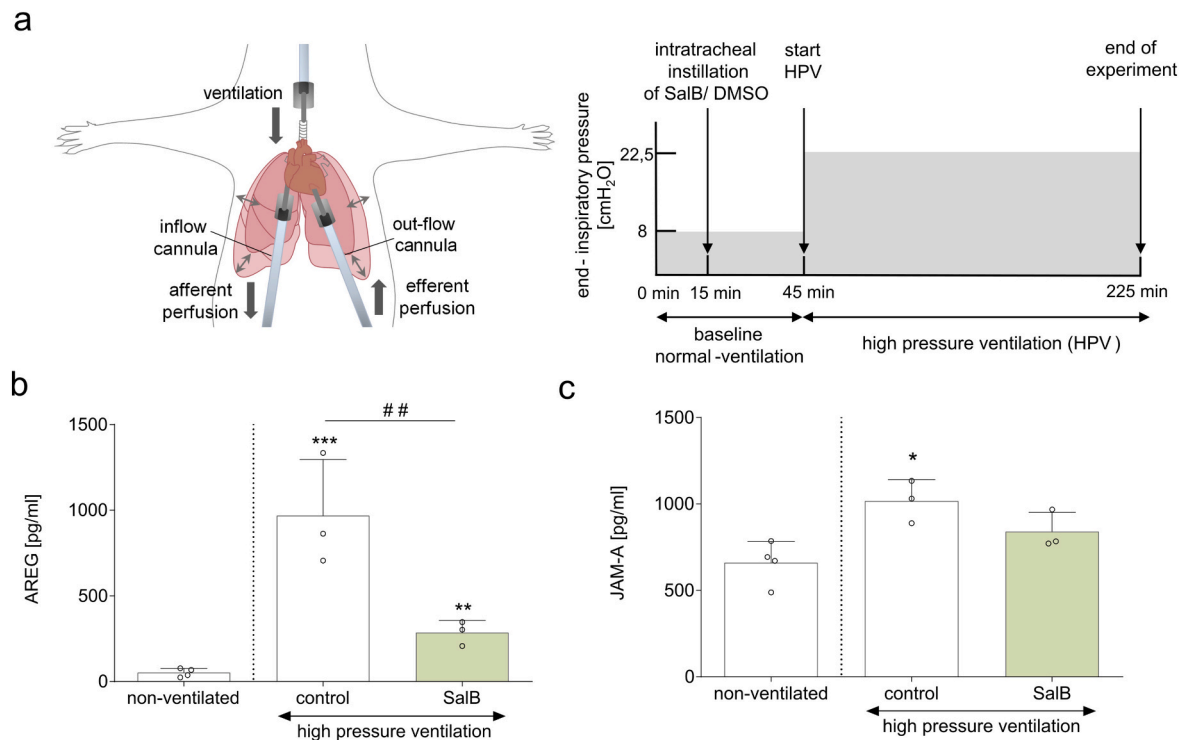 a
ventilation
inflow
cannula
out-flow
cannula
afferent
perfusion
efferent
perfusion
intratracheal
instillation
of SalB/ DMSO
start
HPV
end of
experiment
end - inspiratory pressure
[cmH₂O]
22,5
8
0 min
15 min
45 min
225 min
baseline
normal -ventilation
high pressure ventilation (HPV )
b
AREG [pg/ml]
1500
1000
500
0
# #
***
**
non-ventilated
control
SalB
high pressure ventilation
c
JAM-A [pg/ml]
1500
1000
500
0
*
non-ventilated
control
SalB
high pressure ventilation